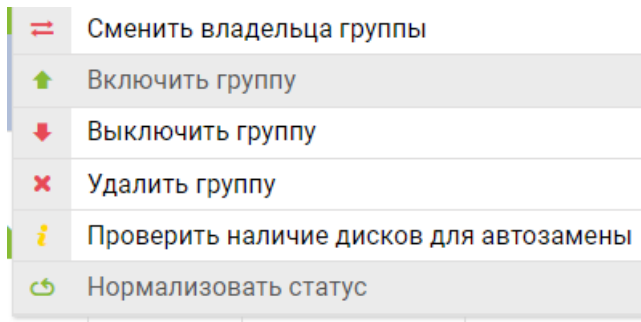 Сменить владельца группы
Включить группу
Выключить группу
Удалить группу
Проверить наличие дисков для автозамены
Нормализовать статус